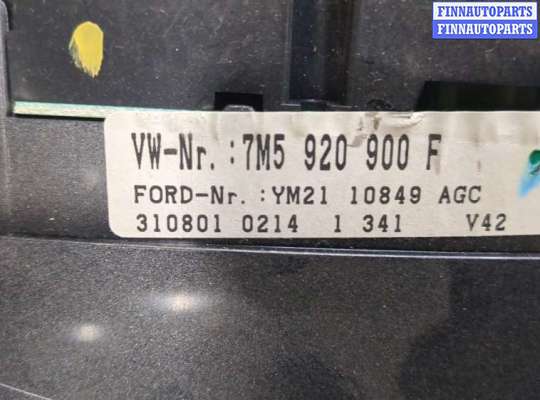 FINNAUTOPARTS
FINNAUTOPARTS
VW-Nr. :7M5 920 900 F
FORD-Nr. :YM21 10849 AGC
310801 0214 1 341 V42